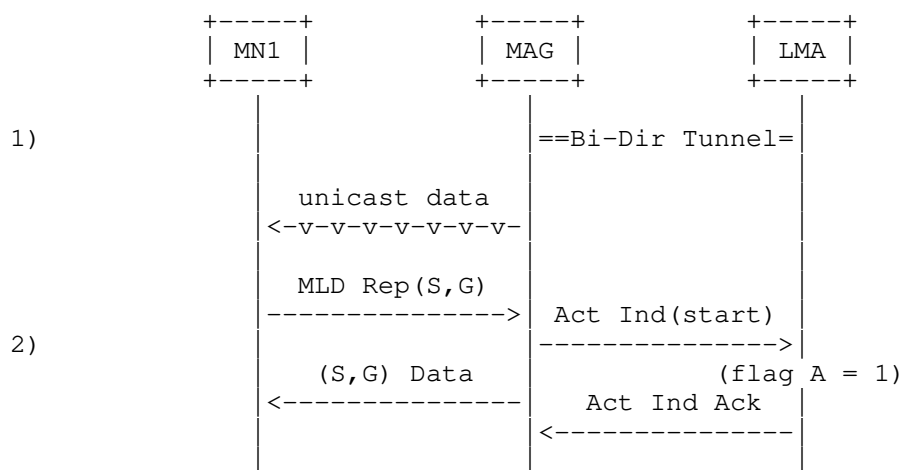 +-----+          +-----+          +-----+
          | MN1 |          | MAG |          | LMA |
          +-----+          +-----+          +-----+
             |                |                |
1)           |                |==Bi-Dir Tunnel=|
             |                |                |
             |  unicast data  |                |
             |<-v-v-v-v-v-v-v-|                |
             |                |                |
             |  MLD Rep(S,G)  |                |
             |--------------->| Act Ind(start) |
2)           |                |--------------->|
             |   (S,G) Data   |           (flag A = 1)
             |<---------------|   Act Ind Ack  |
             |                |<---------------|
             |                |                |